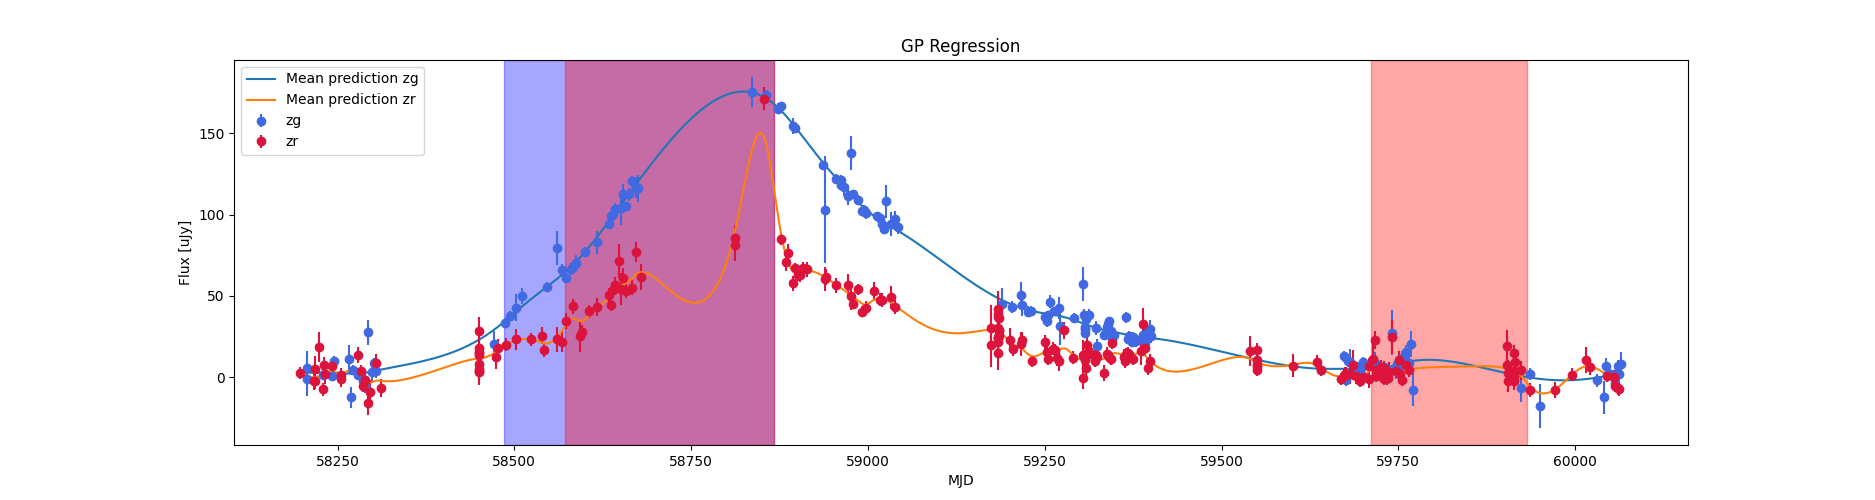 GP Regression
Mean prediction zg
Mean prediction zr
zg
zr
Flux [uJy]
150
100
50
0
58250 58500 58750 59000 59250 59500 59750 60000
MJD